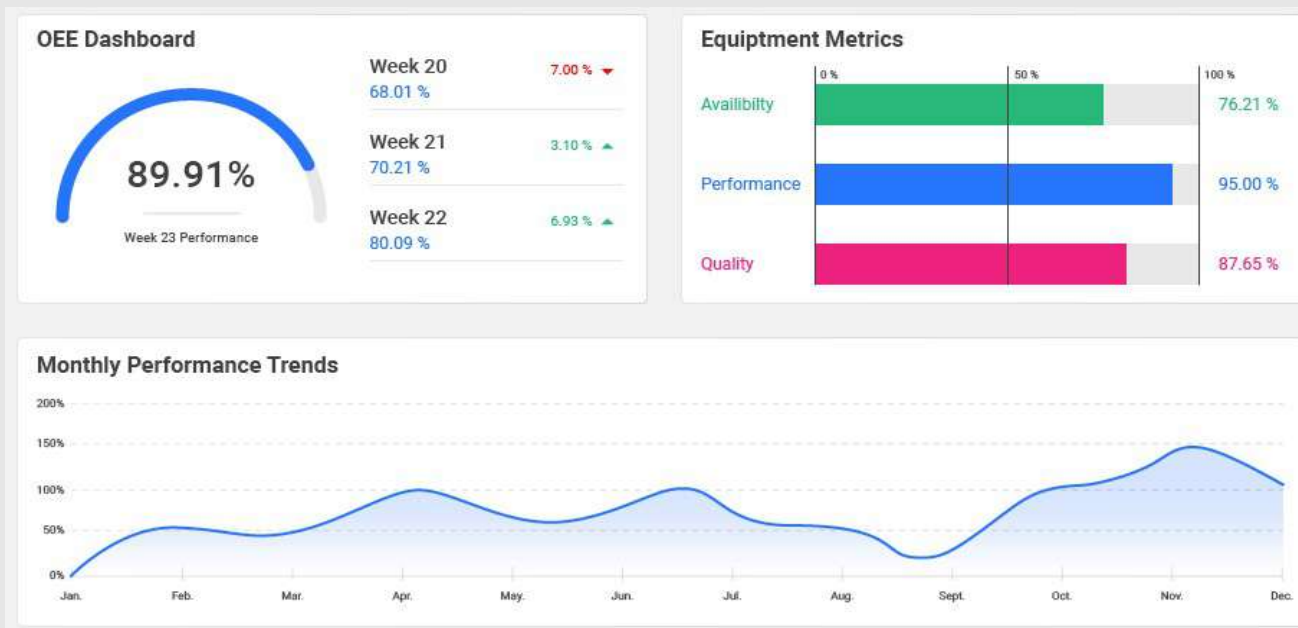 OEE Dashboard
89.91%
Week 23 Performance
Week 20
7.00 %
68.01 %
Week 21
3.10 %
70.21 %
Week 22
6.93 %
80.09 %
Equiptment Metrics
0 %
50 %
100 %
Availibilty
76.21 %
Performance
95.00 %
Quality
87.65 %
Monthly Performance Trends
200%
150%
100%
50%
0%
Jan.
Feb.
Mar.
Apr.
May.
Jun.
Jul.
Aug.
Sept.
Oct.
Nov.
Dec.